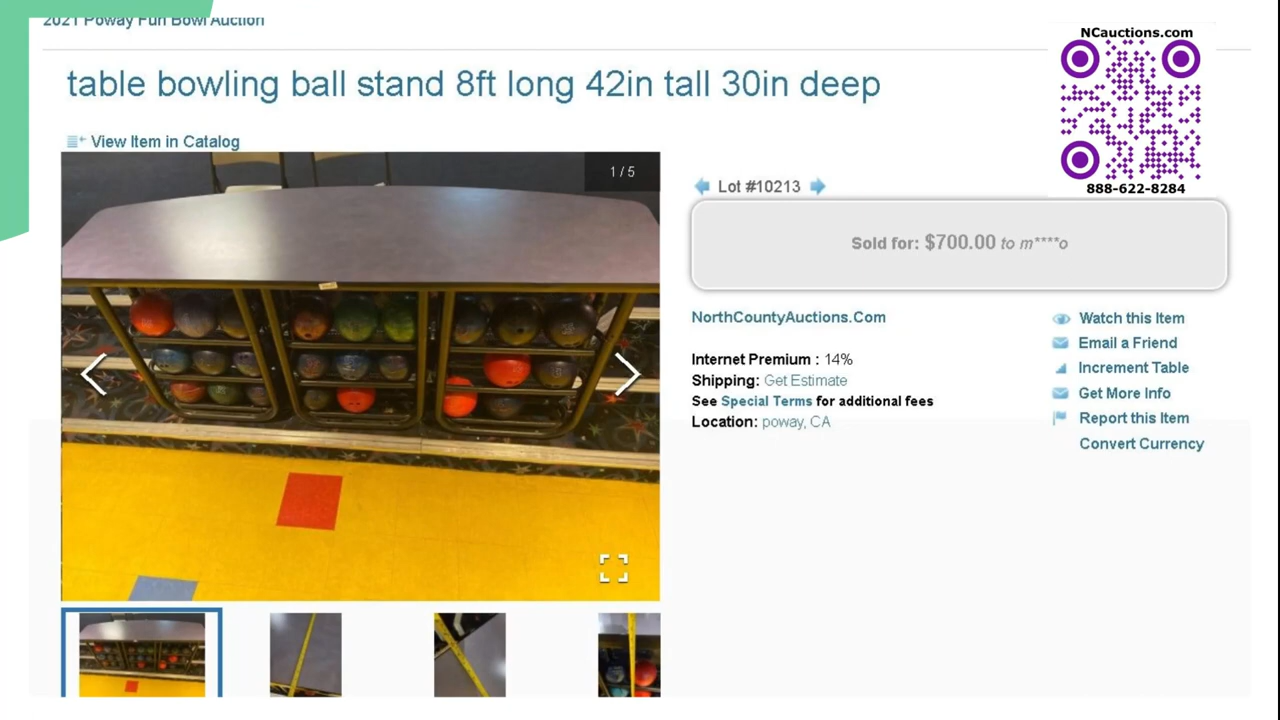 2021 Poway Fun Bowl Auction
NCauctions.com
table bowling ball stand 8ft long 42in tall 30in deep
View Item in Catalog
1 / 5
Lot #10213
888-622-8284
Sold for: $700.00 to m****o
NorthCountyAuctions.Com
Watch this Item
Email a Friend
Internet Premium : 14%
Increment Table
Shipping: Get Estimate
Get More Info
See Special Terms for additional fees
Report this Item
Location: poway, CA
Convert Currency